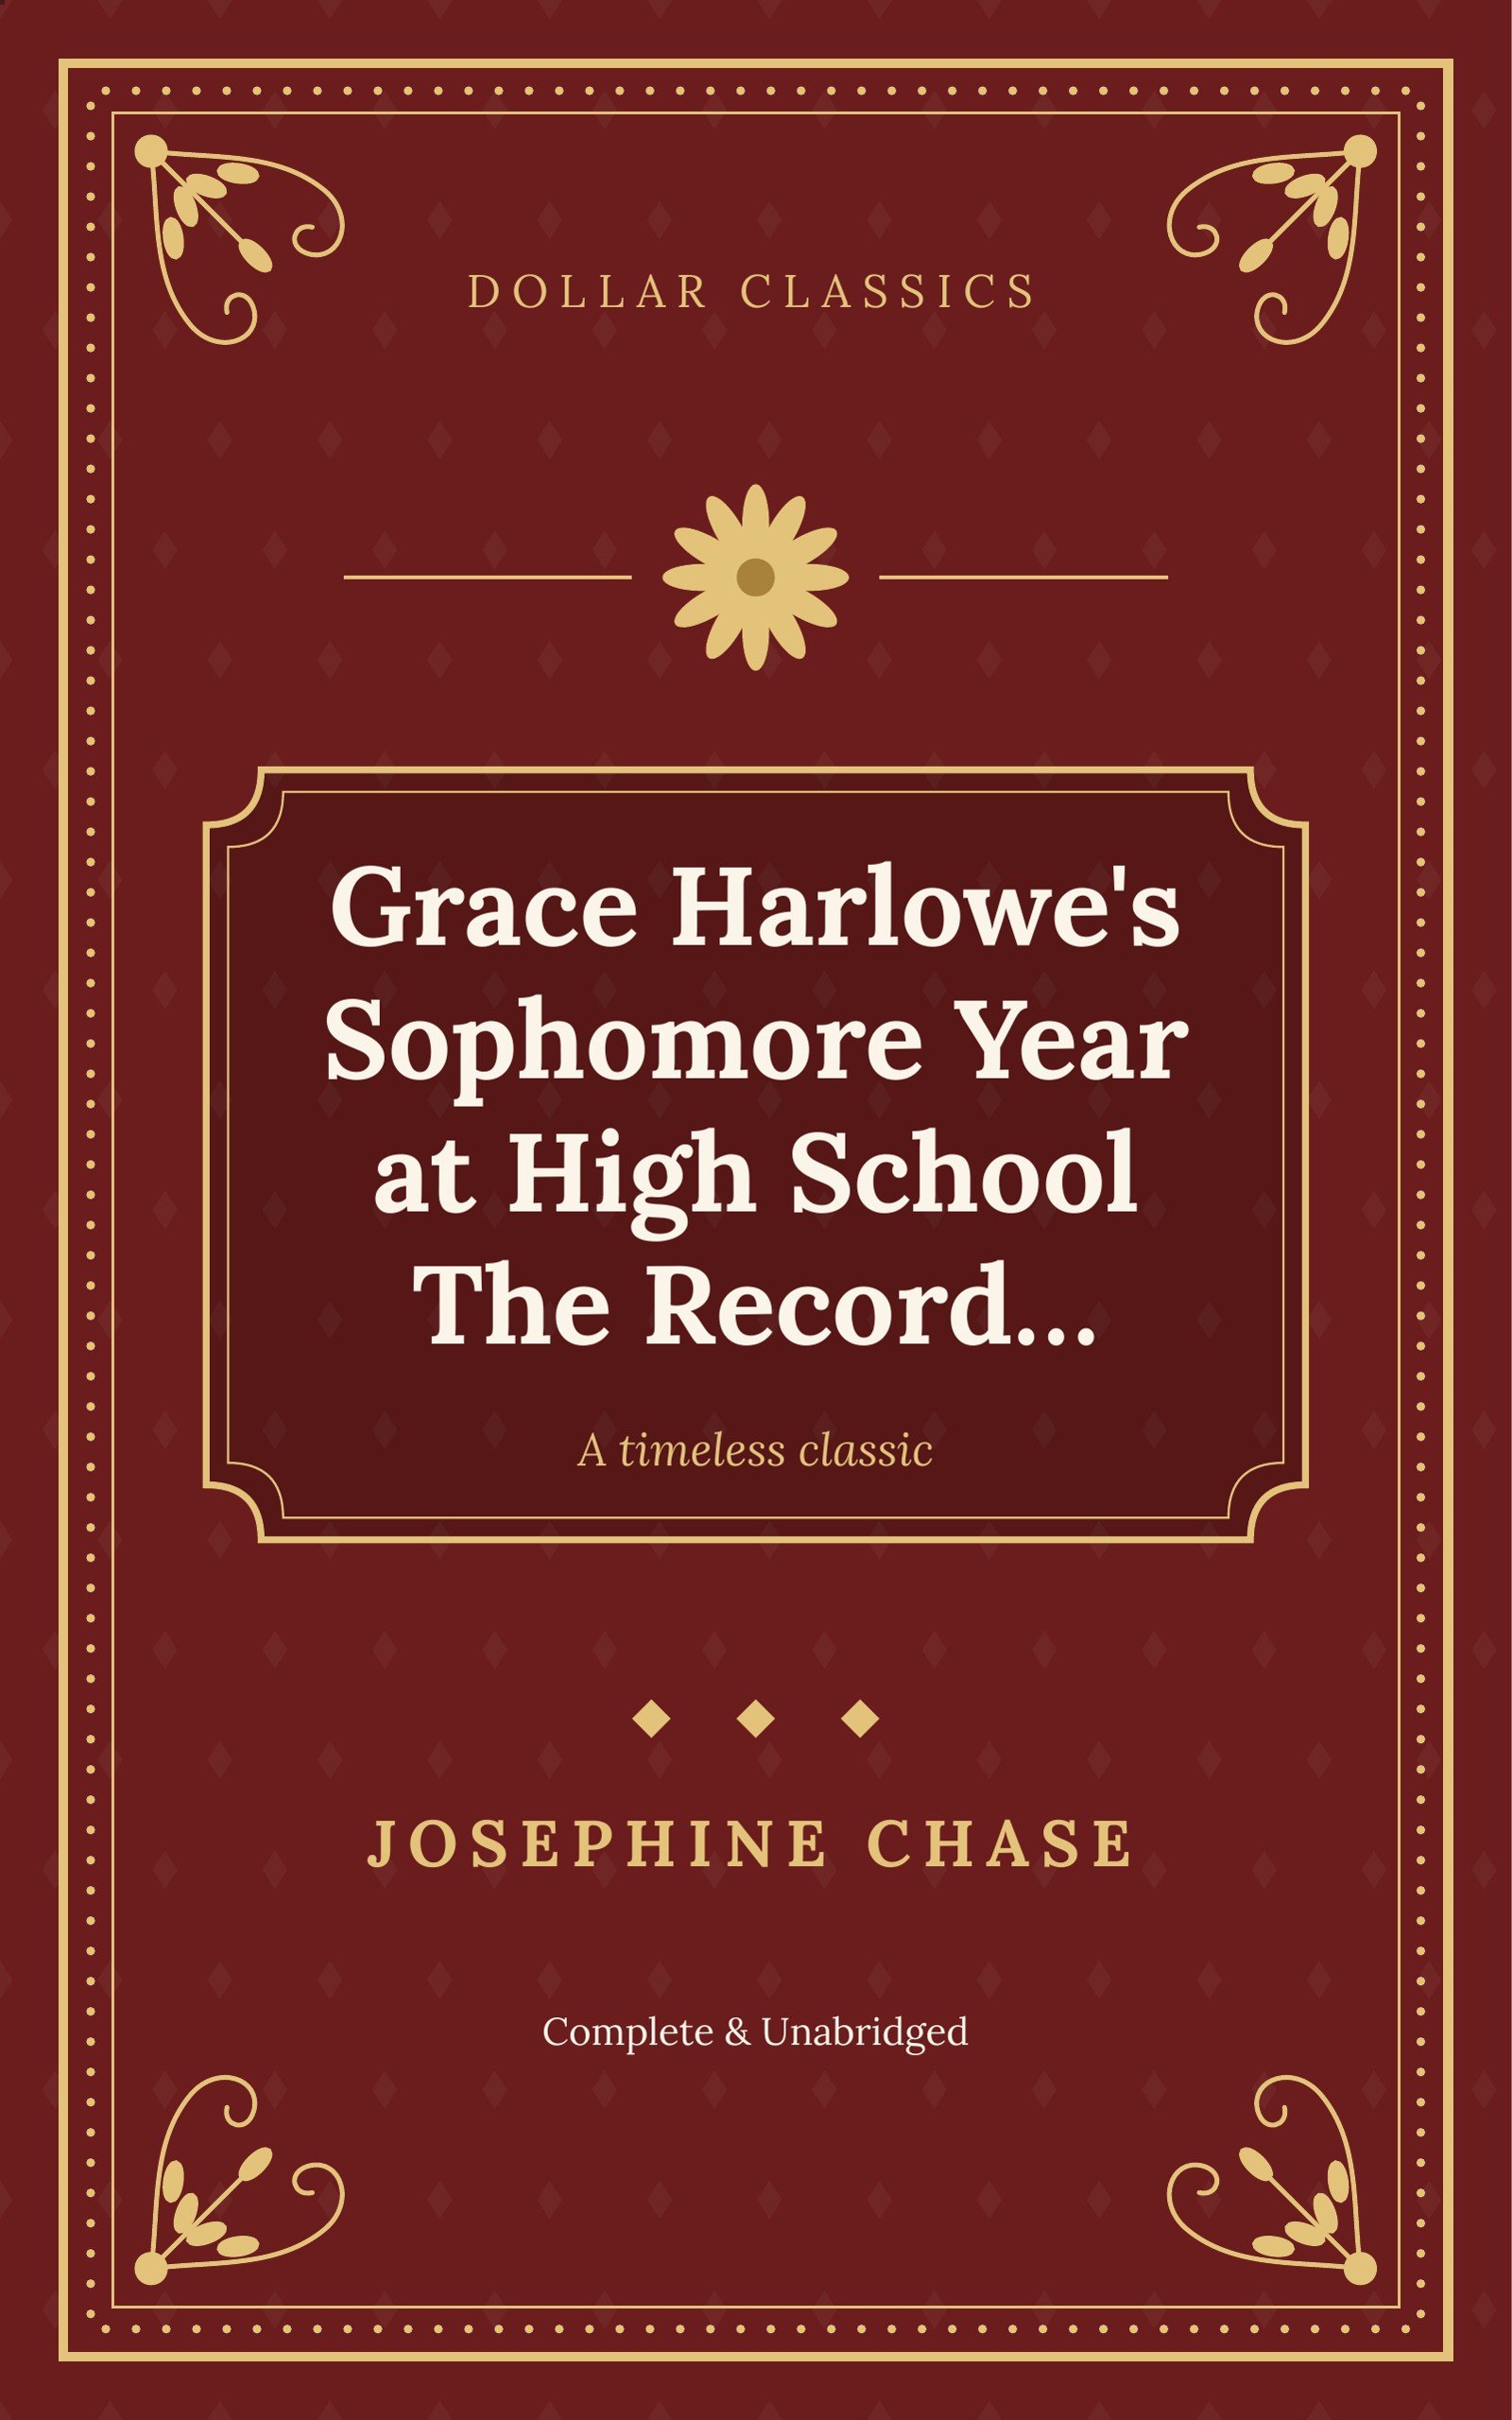 DOLLAR CLASSICS
Grace Harlowe's
Sophomore Year
at High School
The Record...
A timeless classic
JOSEPHINE CHASE
Complete & Unabridged